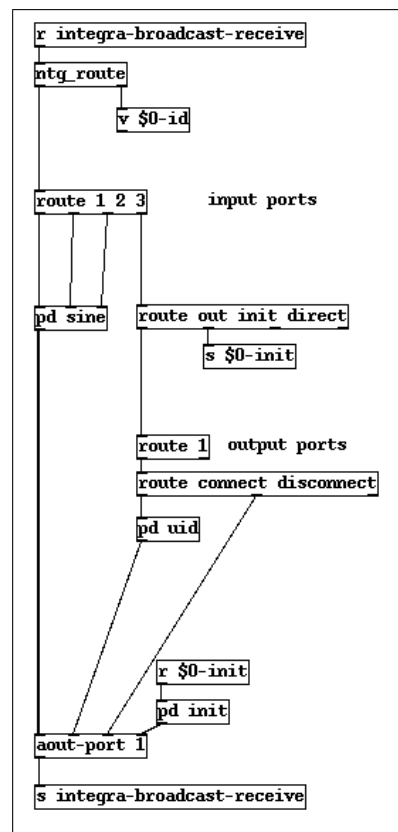 r integra-broadcast-receive
ntg_route
v $0-id
route 1 2 3
input ports
pd sine
route out init direct
s $0-init
route 1
output ports
route connect disconnect
pd uid
r $0-init
pd init
aout-port 1
s integra-broadcast-receive